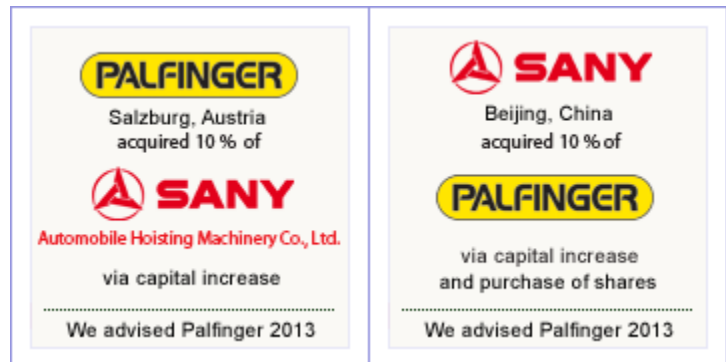 PALFINGER
Salzburg, Austria
acquired 10 % of
SANY
Automobile Hoisting Machinery Co., Ltd.
via capital increase
We advised Palfinger 2013
SANY
Beijing, China
acquired 10 % of
PALFINGER
via capital increase
and purchase of shares
We advised Palfinger 2013